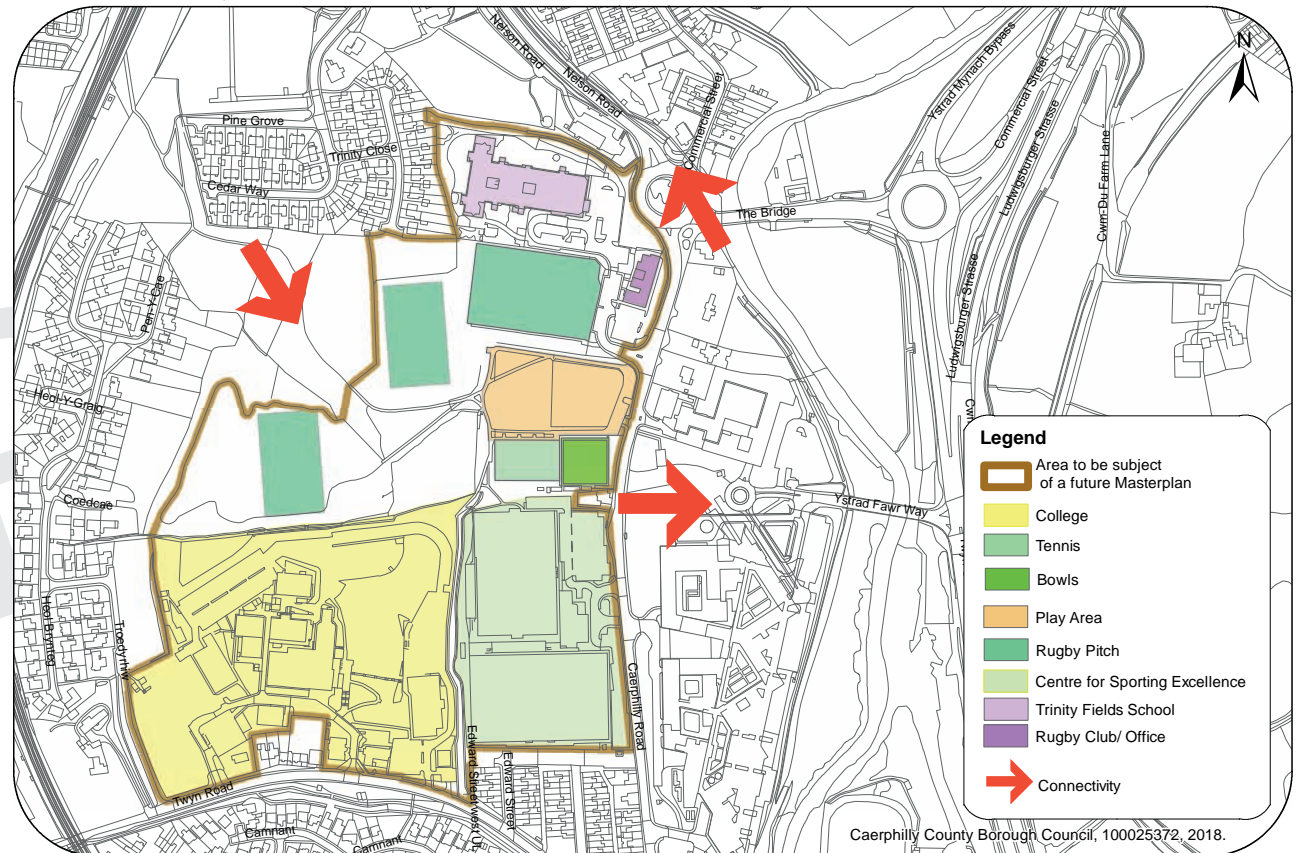 Nelson Road
Nelson Road
Commercial Street
Ystrad Mynach Bypass
Commercial Street
Ludwigsburger Strasse
Cwm-Du Farm Lane
N
Pine Grove
Trinity Close
Cedar Way
The Bridge
Pen-Y-Cae
Ludwigsburger Strasse
Heol-Y-Graig
Coedcae
Ystrad Fawr Way
Heol Brynteg
Troedyrhiw
Caerphilly Road
Edward Street
Edward Street
Twyn Road
Camnant
Camnant
Legend
Area to be subject
of a future Masterplan
College
Tennis
Bowls
Play Area
Rugby Pitch
Centre for Sporting Excellence
Trinity Fields School
Rugby Club/ Office
Connectivity
Caerphilly County Borough Council, 100025372, 2018.